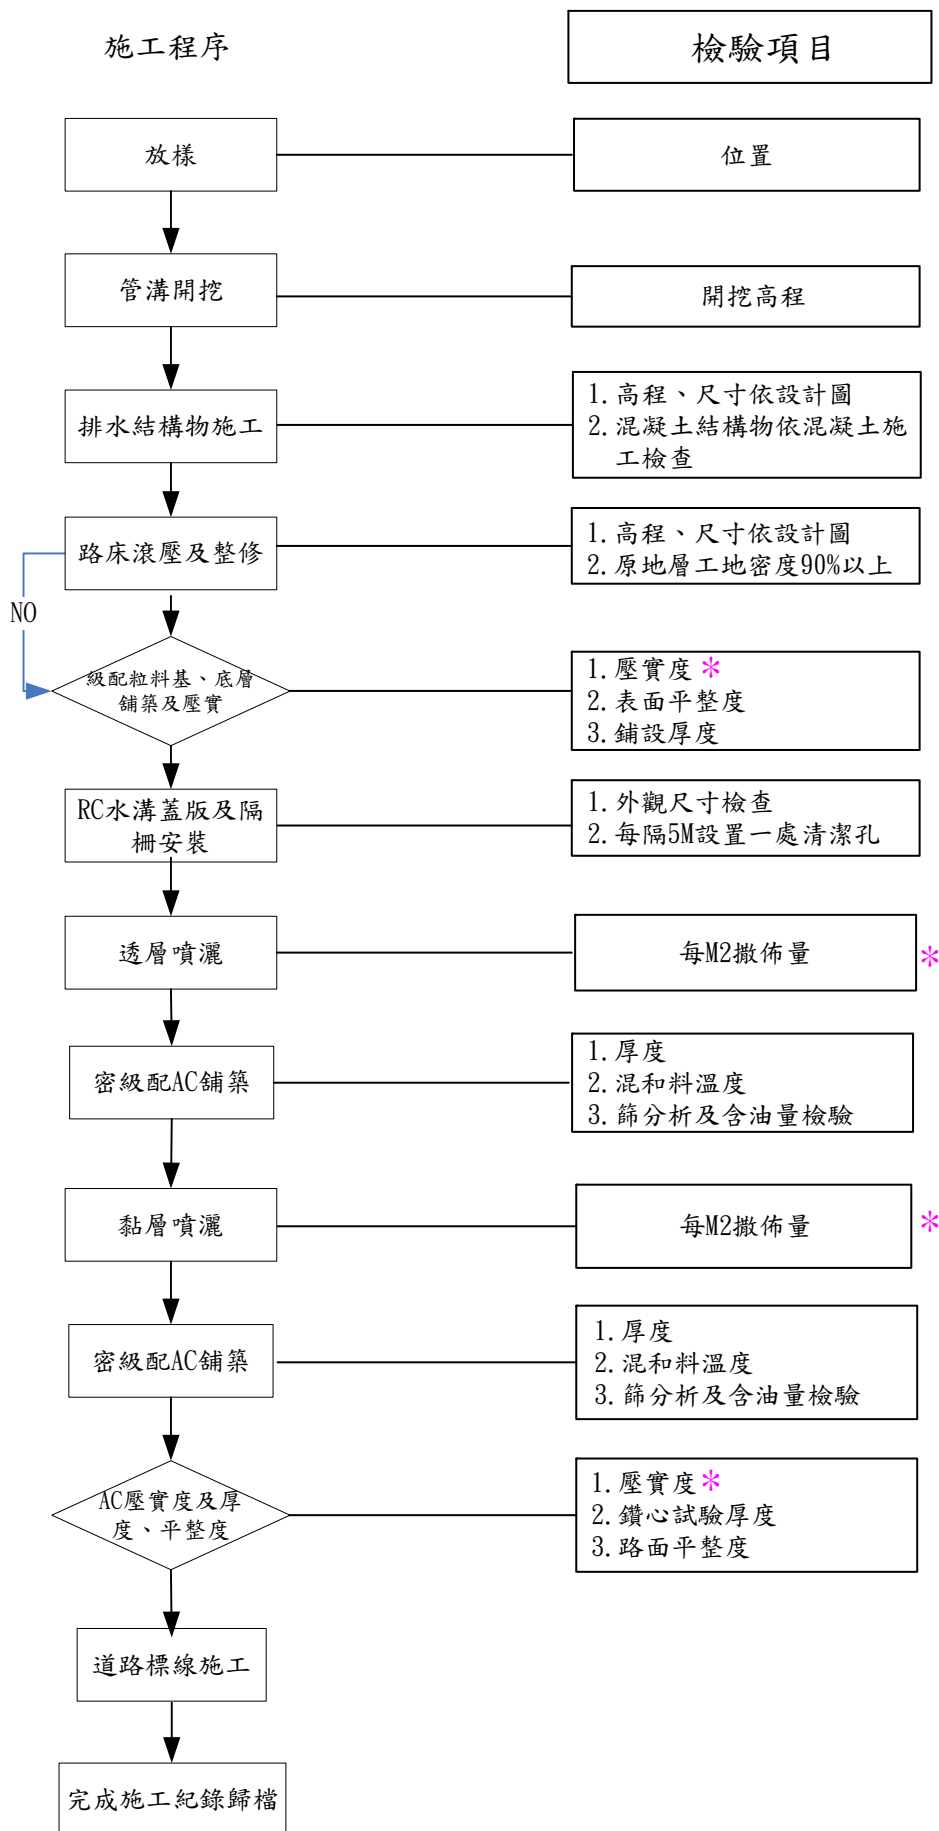 施工程序
檢驗項目
放樣
位置
管溝開挖
開挖高程
排水結構物施工
1.高程、尺寸依設計圖
2.混凝土結構物依混凝土施
工檢查
路床滾壓及整修
1.高程、尺寸依設計圖
2.原地層工地密度90%以上
NO
級配粒料基、底層
舖築及壓實
1.壓實度*
2.表面平整度
3.鋪設厚度
RC水溝蓋版及隔
柵安裝
1.外觀尺寸檢查
2.每隔5M設置一處清潔孔
透層噴灑
每M2撒佈量
*
密級配AC舖築
1.厚度
2.混和料溫度
3.篩分析及含油量檢驗
黏層噴灑
每M2撒佈量
*
密級配AC舖築
1.厚度
2.混和料溫度
3.篩分析及含油量檢驗
AC壓實度及厚
度、平整度
1.壓實度*
2.鑽心試驗厚度
3.路面平整度
道路標線施工
完成施工紀錄歸檔